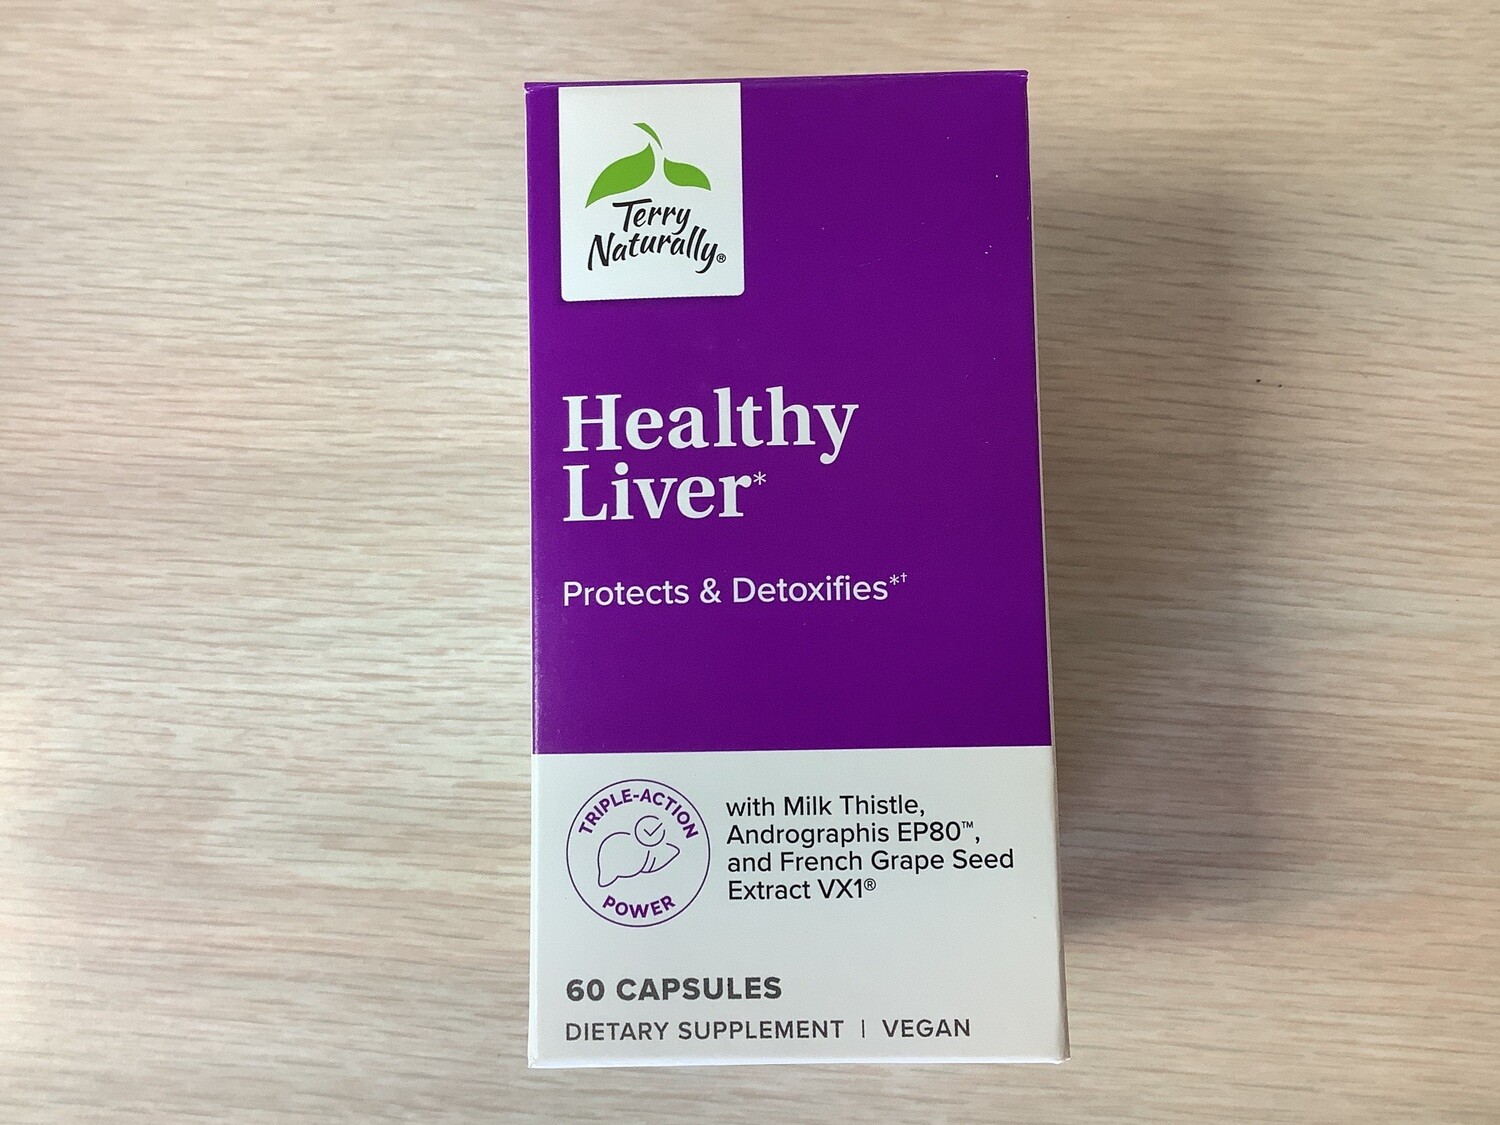 Terry
Naturally®
Healthy
Liver*
Protects & Detoxifies*†
TRIPLE-ACTION
POWER
with Milk Thistle,
Andrographis EP80™,
and French Grape Seed
Extract VX1®
60 CAPSULES
DIETARY SUPPLEMENT | VEGAN